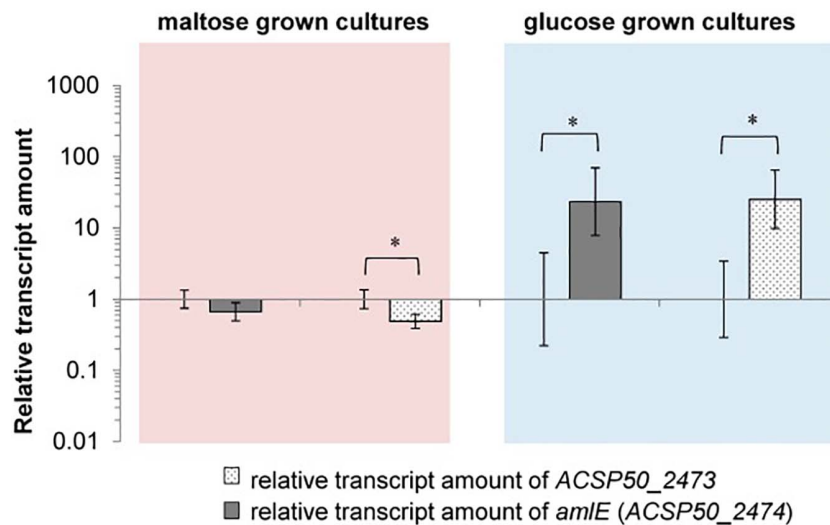 maltose grown cultures
glucose grown cultures
Relative transcript amount
1000
100
10
1
0.1
0.01
*
*
*
relative transcript amount of ACSP50_2473
relative transcript amount of amlE (ACSP50_2474)